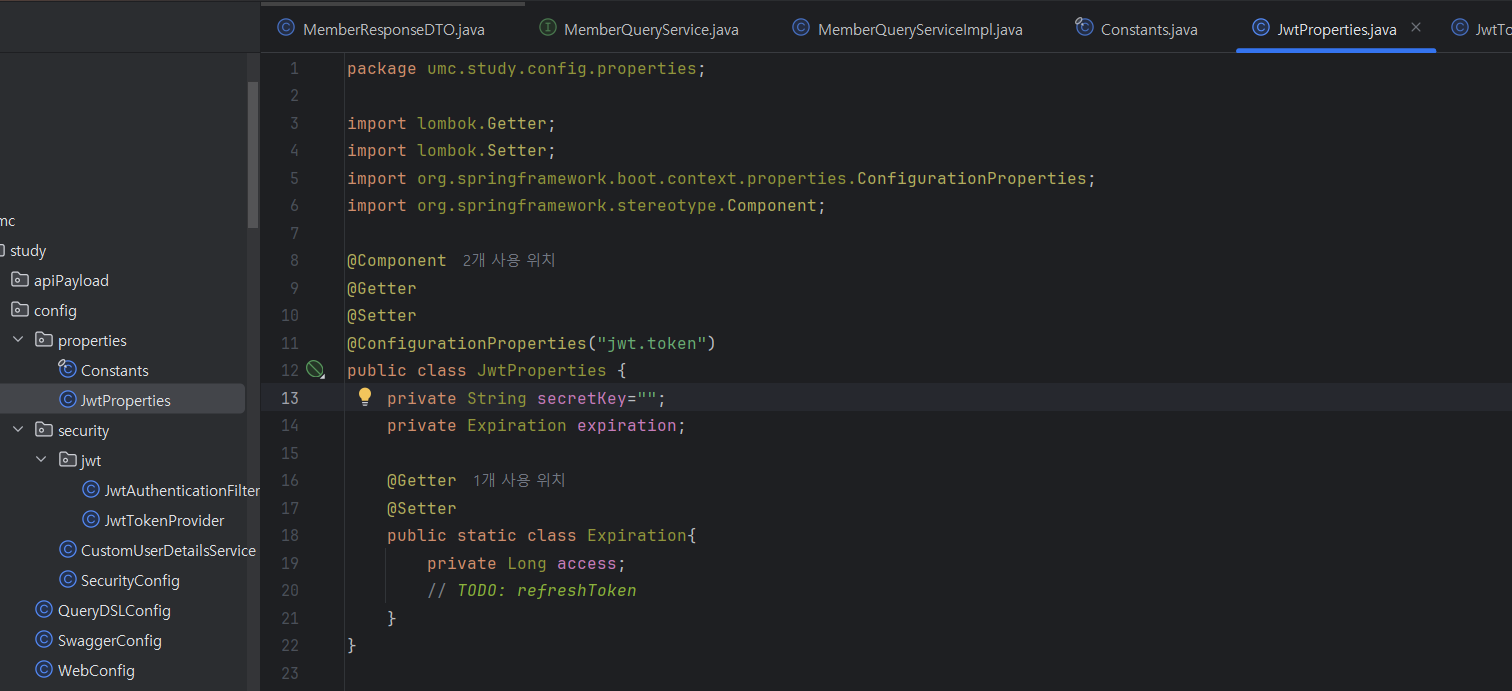 MemberResponseDTO.java MemberQueryService.java MemberQueryServiceImpl.java Constants.java JwtProperties.java JwtTo
mc
study
apiPayload
config
properties
Constants
JwtProperties
security
jwt
JwtAuthenticationFilter
JwtTokenProvider
CustomUserDetailsService
SecurityConfig
QueryDSLConfig
SwaggerConfig
WebConfig
1 package umc.study.config.properties;
2
3 import lombok.Getter;
4 import lombok.Setter;
5 import org.springframework.boot.context.properties.ConfigurationProperties;
6 import org.springframework.stereotype.Component;
7
8 @Component 2개 사용 위치
9 @Getter
10 @Setter
11 @ConfigurationProperties("jwt.token")
12 public class JwtProperties {
13 private String secretKey="";
14 private Expiration expiration;
15
16 @Getter 1개 사용 위치
17 @Setter
18 public static class Expiration{
19 private Long access;
20 // TODO: refreshToken
21 }
22 }
23